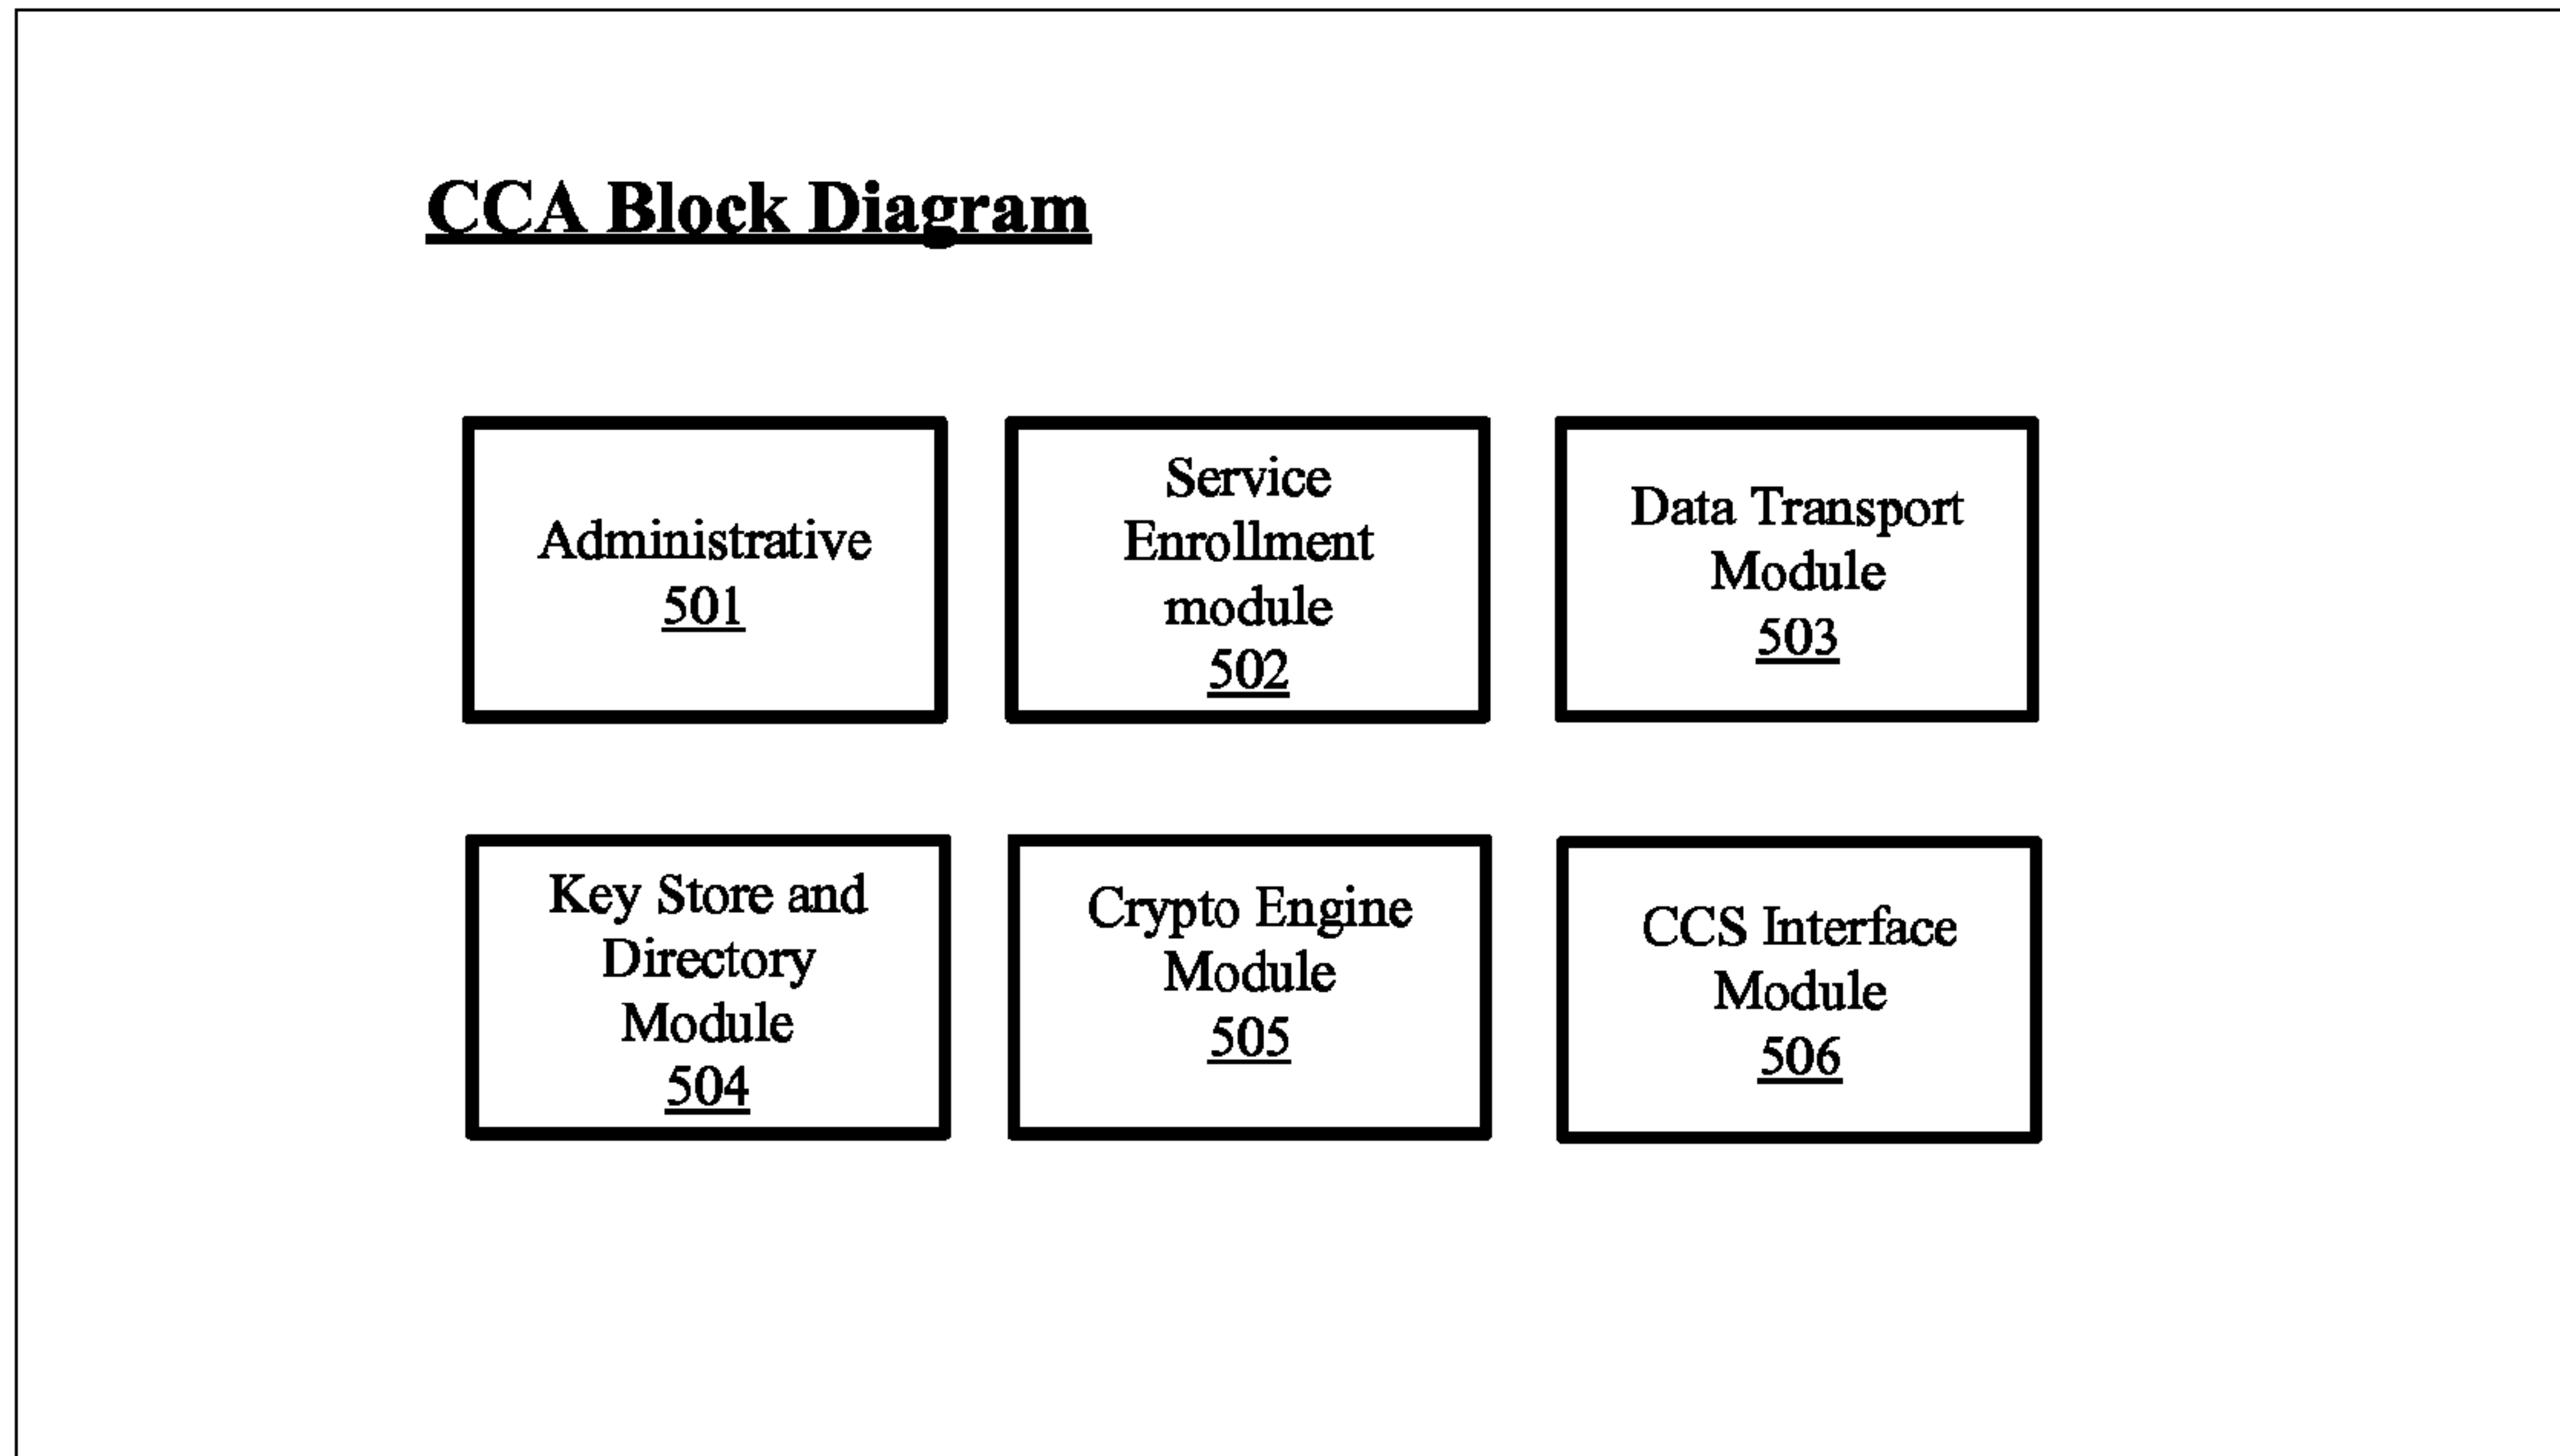 CCA Block Diagram
Administrative
501
Service
Enrollment
module
502
Data Transport
Module
503
Key Store and
Directory
Module
504
Crypto Engine
Module
505
CCS Interface
Module
506